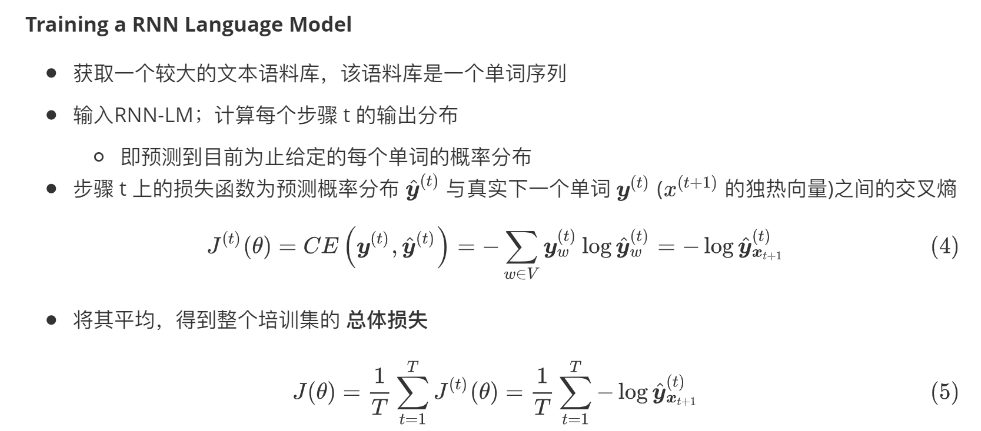 Training a RNN Language Model
● 获取一个较大的文本语料库，该语料库是一个单词序列
● 输入RNN-LM；计算每个步骤 t 的输出分布
○ 即预测到目前为止给定的每个单词的概率分布
● 步骤 t 上的损失函数为预测概率分布 $\hat{\boldsymbol{y}}^{(t)}$ 与真实下一个单词 $\boldsymbol{y}^{(t)}$ ($x^{(t+1)}$ 的独热向量)之间的交叉熵
$J^{(t)}(\theta) = CE\left(\boldsymbol{y}^{(t)}, \hat{\boldsymbol{y}}^{(t)}\right) = -\sum_{w \in V} \boldsymbol{y}_w^{(t)} \log \hat{\boldsymbol{y}}_w^{(t)} = -\log \hat{\boldsymbol{y}}_{\boldsymbol{x}_{t+1}}^{(t)}$ (4)
● 将其平均，得到整个培训集的 总体损失
$J(\theta) = \frac{1}{T} \sum_{t=1}^{T} J^{(t)}(\theta) = \frac{1}{T} \sum_{t=1}^{T} -\log \hat{\boldsymbol{y}}_{\boldsymbol{x}_{t+1}}^{(t)}$ (5)